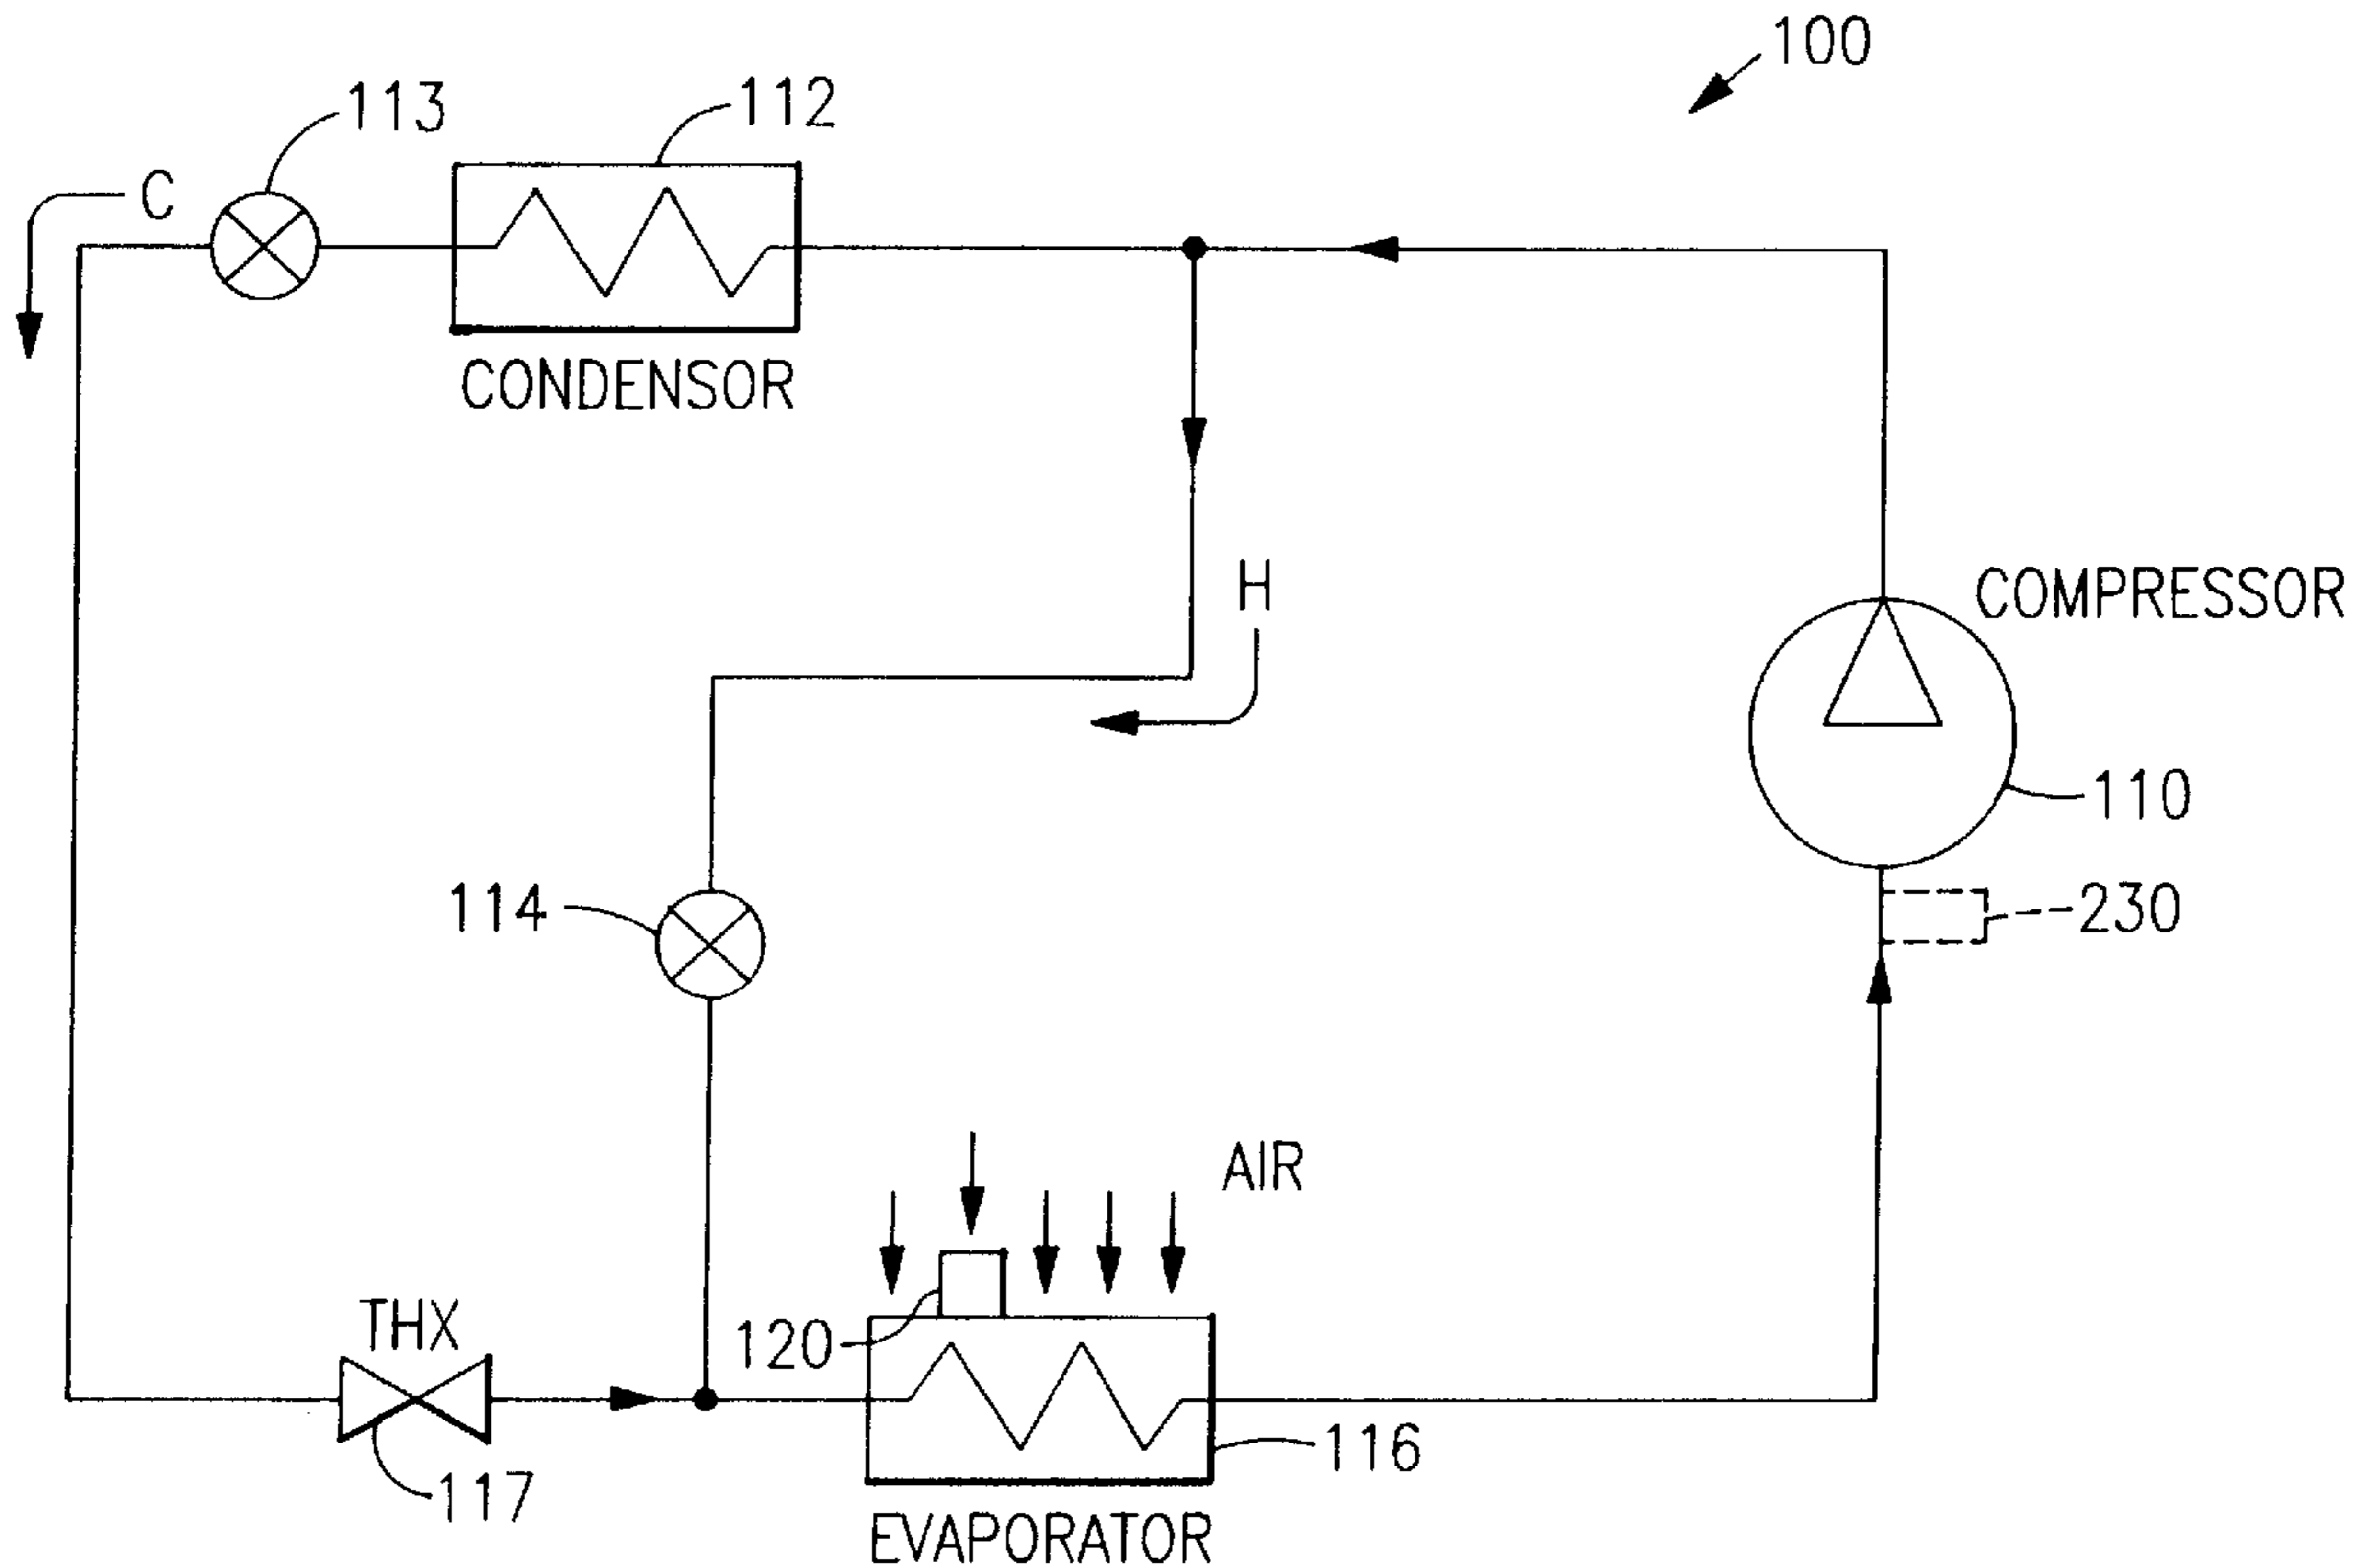 100
113
112
C
CONDENSOR
H
COMPRESSOR
110
114
230
AIR
THX
120
116
117
EVAPORATOR